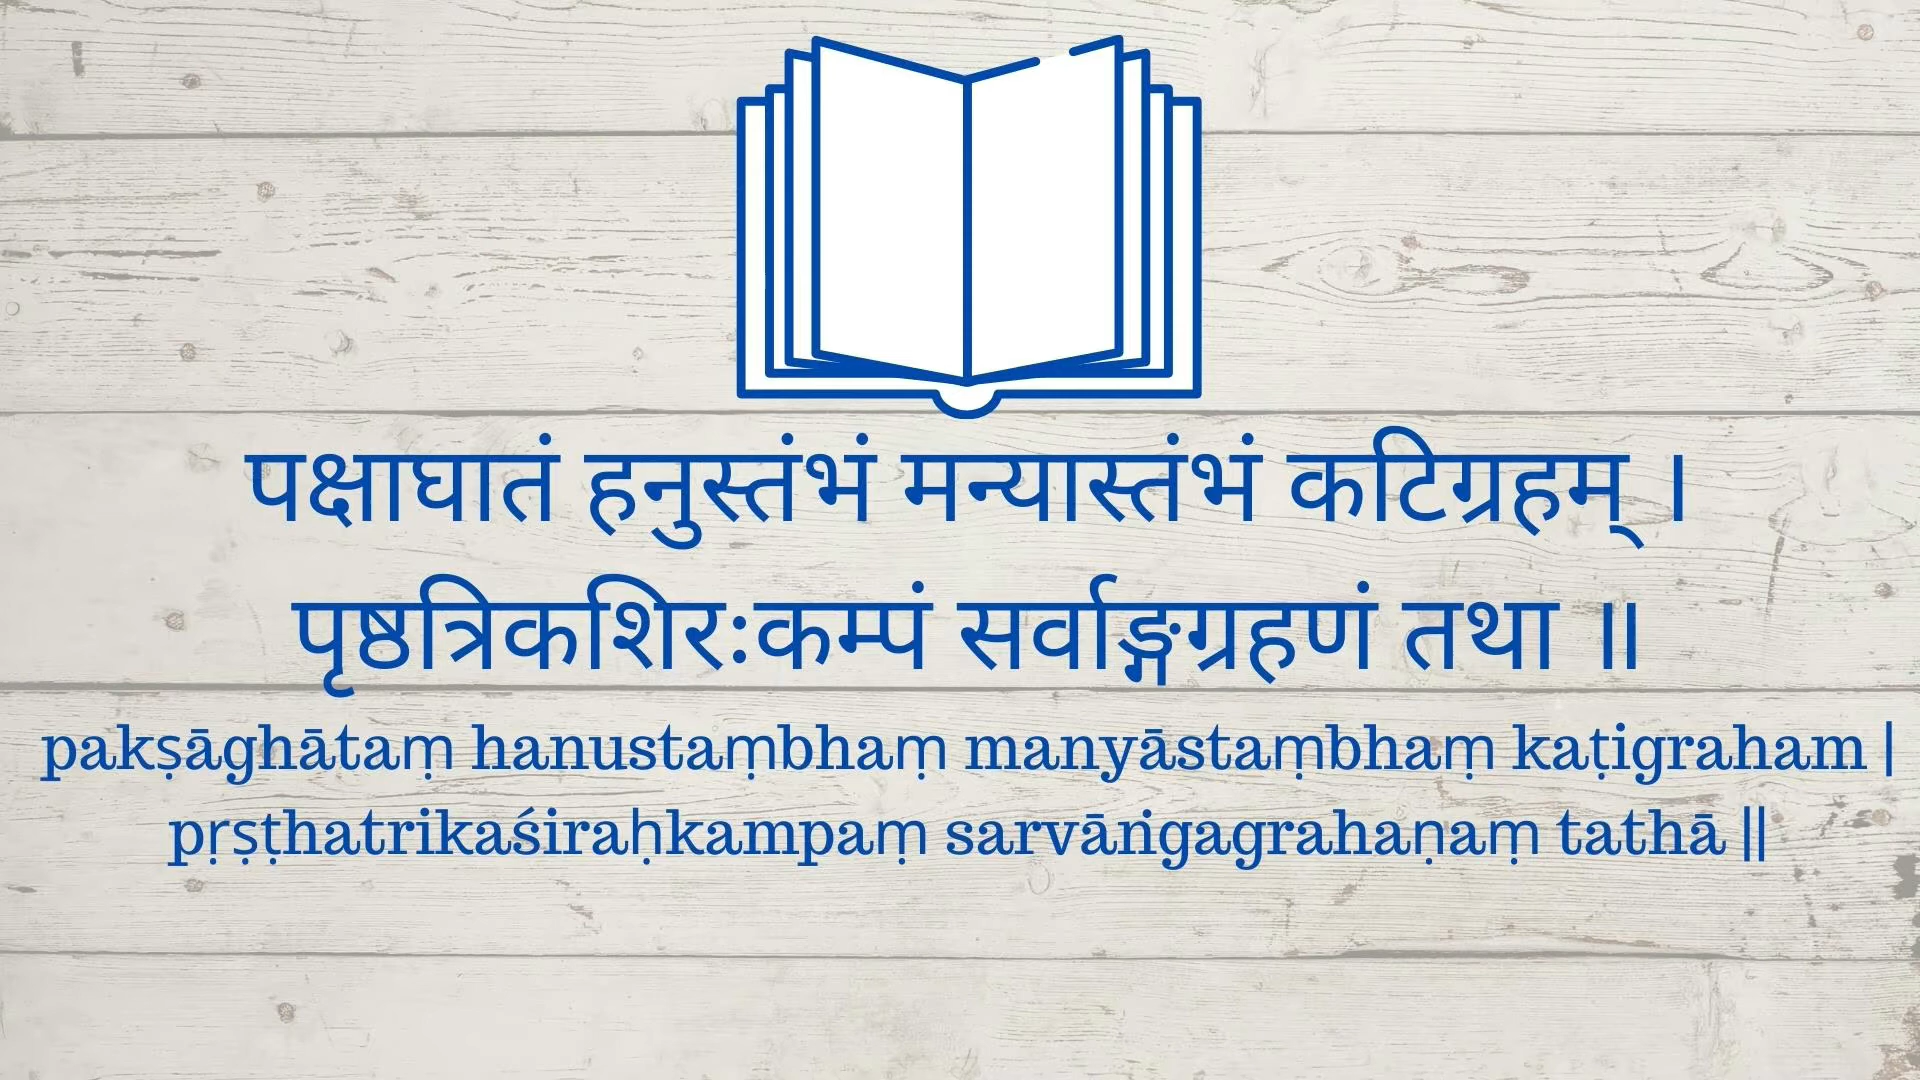 पक्षाघातं हनुस्तंभं मन्यास्तंभं कटिग्रहम् ।
पृष्ठत्रिकशिरःकम्पं सर्वाङ्गग्रहणं तथा ॥
pakṣāghātaṃ hanustaṃbhaṃ manyāstaṃbhaṃ kaṭigraham |
pṛṣṭhatrikaśiraḥkampaṃ sarvāṅgagrahaṇaṃ tathā ||